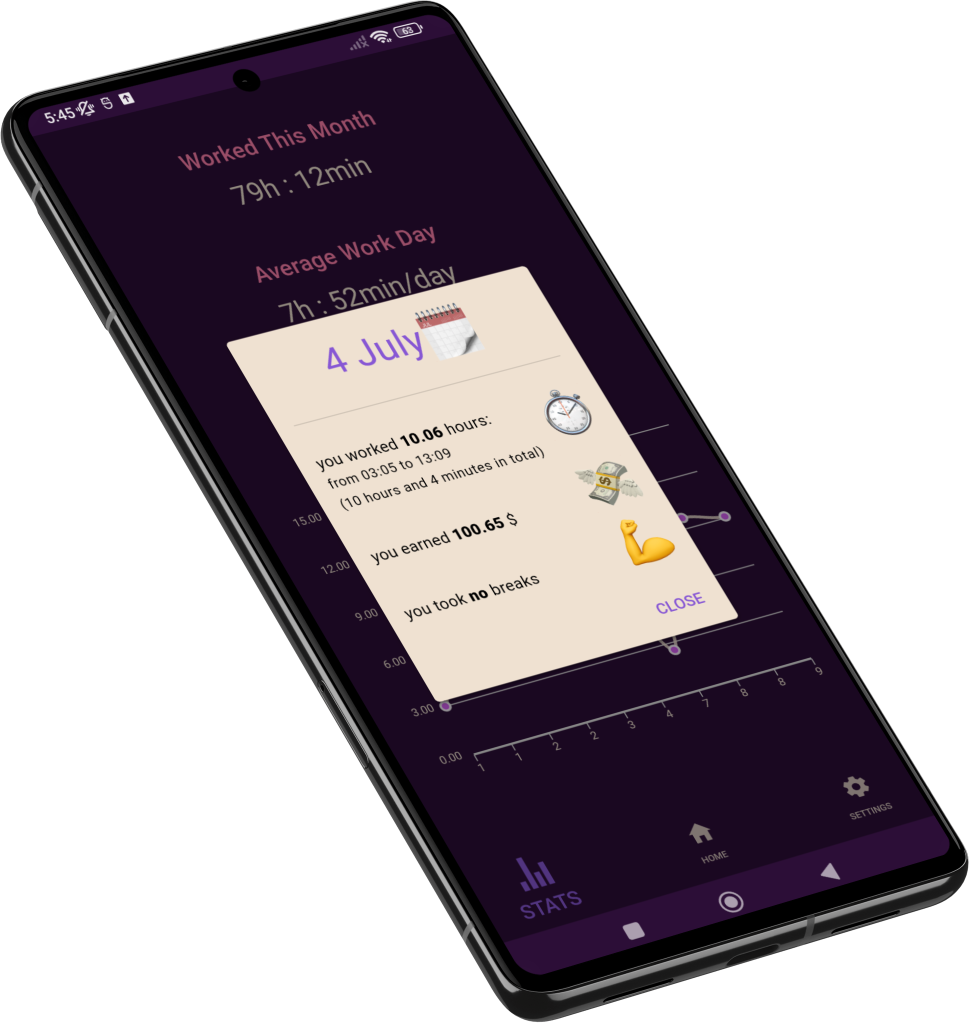 5:45
63
Worked This Month
79h : 12min
Average Work Day
7h : 52min/day
4 July
you worked 10.06 hours:
from 03:05 to 13:09
(10 hours and 4 minutes in total)
you earned 100.65 $
you took no breaks
CLOSE
15.00
12.00
9.00
6.00
3.00
0.00
1 1 2 2 3 4 7 8 8 9
STATS
HOME
SETTINGS